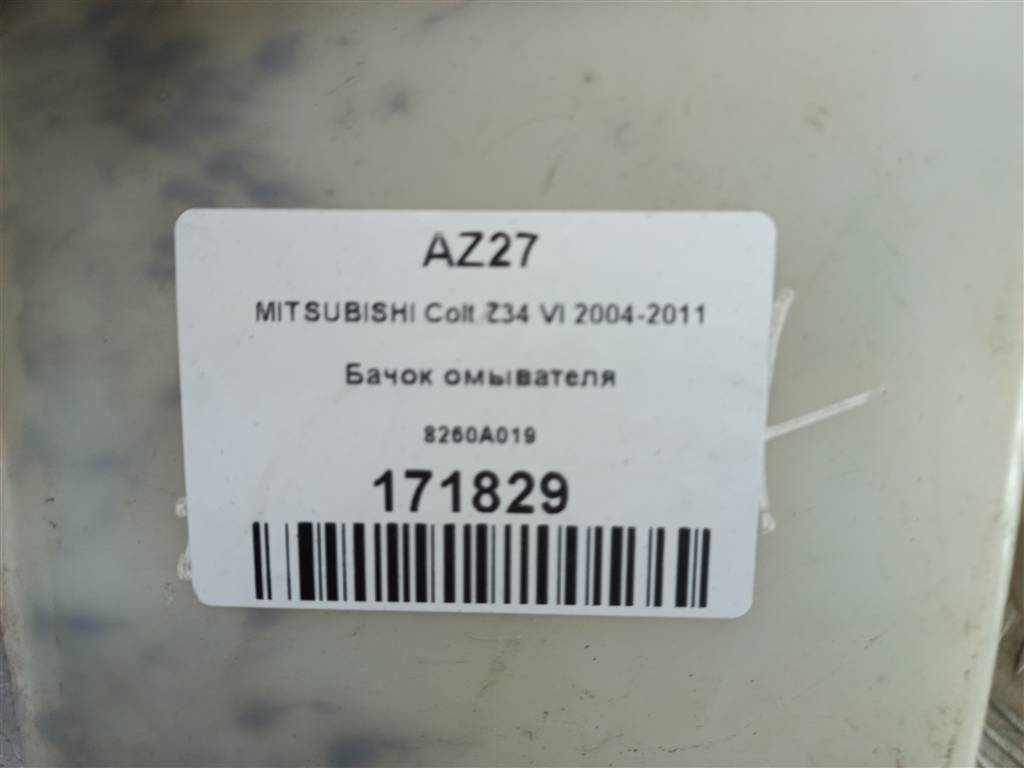 AZ27
MITSUBISHI Colt Z34 VI 2004-2011
Бачок омывателя
8260A019
171829